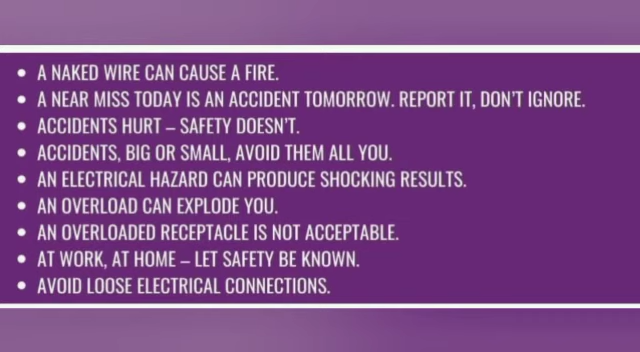 • A NAKED WIRE CAN CAUSE A FIRE.
• A NEAR MISS TODAY IS AN ACCIDENT TOMORROW. REPORT IT, DON'T IGNORE.
• ACCIDENTS HURT – SAFETY DOESN'T.
• ACCIDENTS, BIG OR SMALL, AVOID THEM ALL YOU.
• AN ELECTRICAL HAZARD CAN PRODUCE SHOCKING RESULTS.
• AN OVERLOAD CAN EXPLODE YOU.
• AN OVERLOADED RECEPTACLE IS NOT ACCEPTABLE.
• AT WORK, AT HOME – LET SAFETY BE KNOWN.
• AVOID LOOSE ELECTRICAL CONNECTIONS.